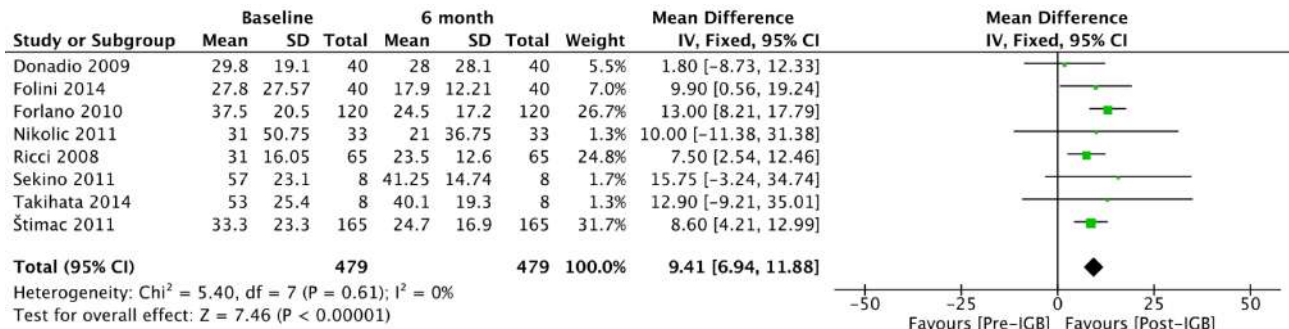 Baseline 6 month Mean Difference Mean Difference
Study or Subgroup Mean SD Total Mean SD Total Weight IV, Fixed, 95% CI IV, Fixed, 95% CI
Donadio 2009 29.8 19.1 40 28 28.1 40 5.5% 1.80 [-8.73, 12.33]
Folini 2014 27.8 27.57 40 17.9 12.21 40 7.0% 9.90 [0.56, 19.24]
Forlano 2010 37.5 20.5 120 24.5 17.2 120 26.7% 13.00 [8.21, 17.79]
Nikolic 2011 31 50.75 33 21 36.75 33 1.3% 10.00 [-11.38, 31.38]
Ricci 2008 31 16.05 65 23.5 12.6 65 24.8% 7.50 [2.54, 12.46]
Sekino 2011 57 23.1 8 41.25 14.74 8 1.7% 15.75 [-3.24, 34.74]
Takihata 2014 53 25.4 8 40.1 19.3 8 1.3% 12.90 [-9.21, 35.01]
Štimac 2011 33.3 23.3 165 24.7 16.9 165 31.7% 8.60 [4.21, 12.99]
Total (95% CI) 479 479 100.0% 9.41 [6.94, 11.88]
Heterogeneity: Chi² = 5.40, df = 7 (P = 0.61); I² = 0%
Test for overall effect: Z = 7.46 (P < 0.00001)
-50 -25 0 25 50
Favours [Pre-IGB] Favours [Post-IGB]